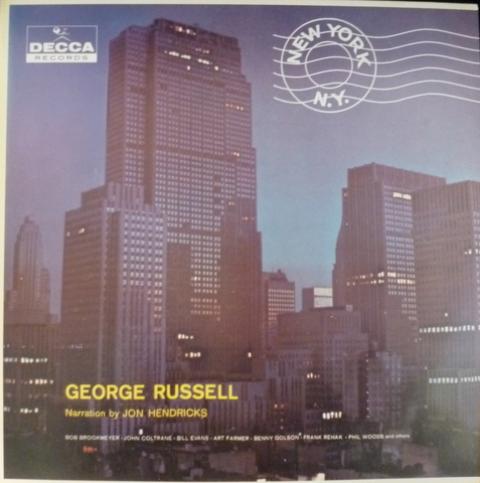 DECCA
RECORDS
NEW YORK
N.Y.
GEORGE RUSSELL
Narration by JON HENDRICKS
BOB BROOKMEYER · JOHN COLTRANE · BILL EVANS · ART FARMER · BENNY GOLSON · FRANK REHAK · PHIL WOODS and others